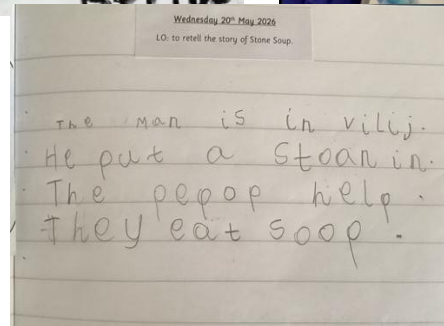 Wednesday 20th May 2026
LO: to retell the story of Stone Soup.
The Man is in vilij.
He put a Stoan in.
The pepop help.
They eat soop.